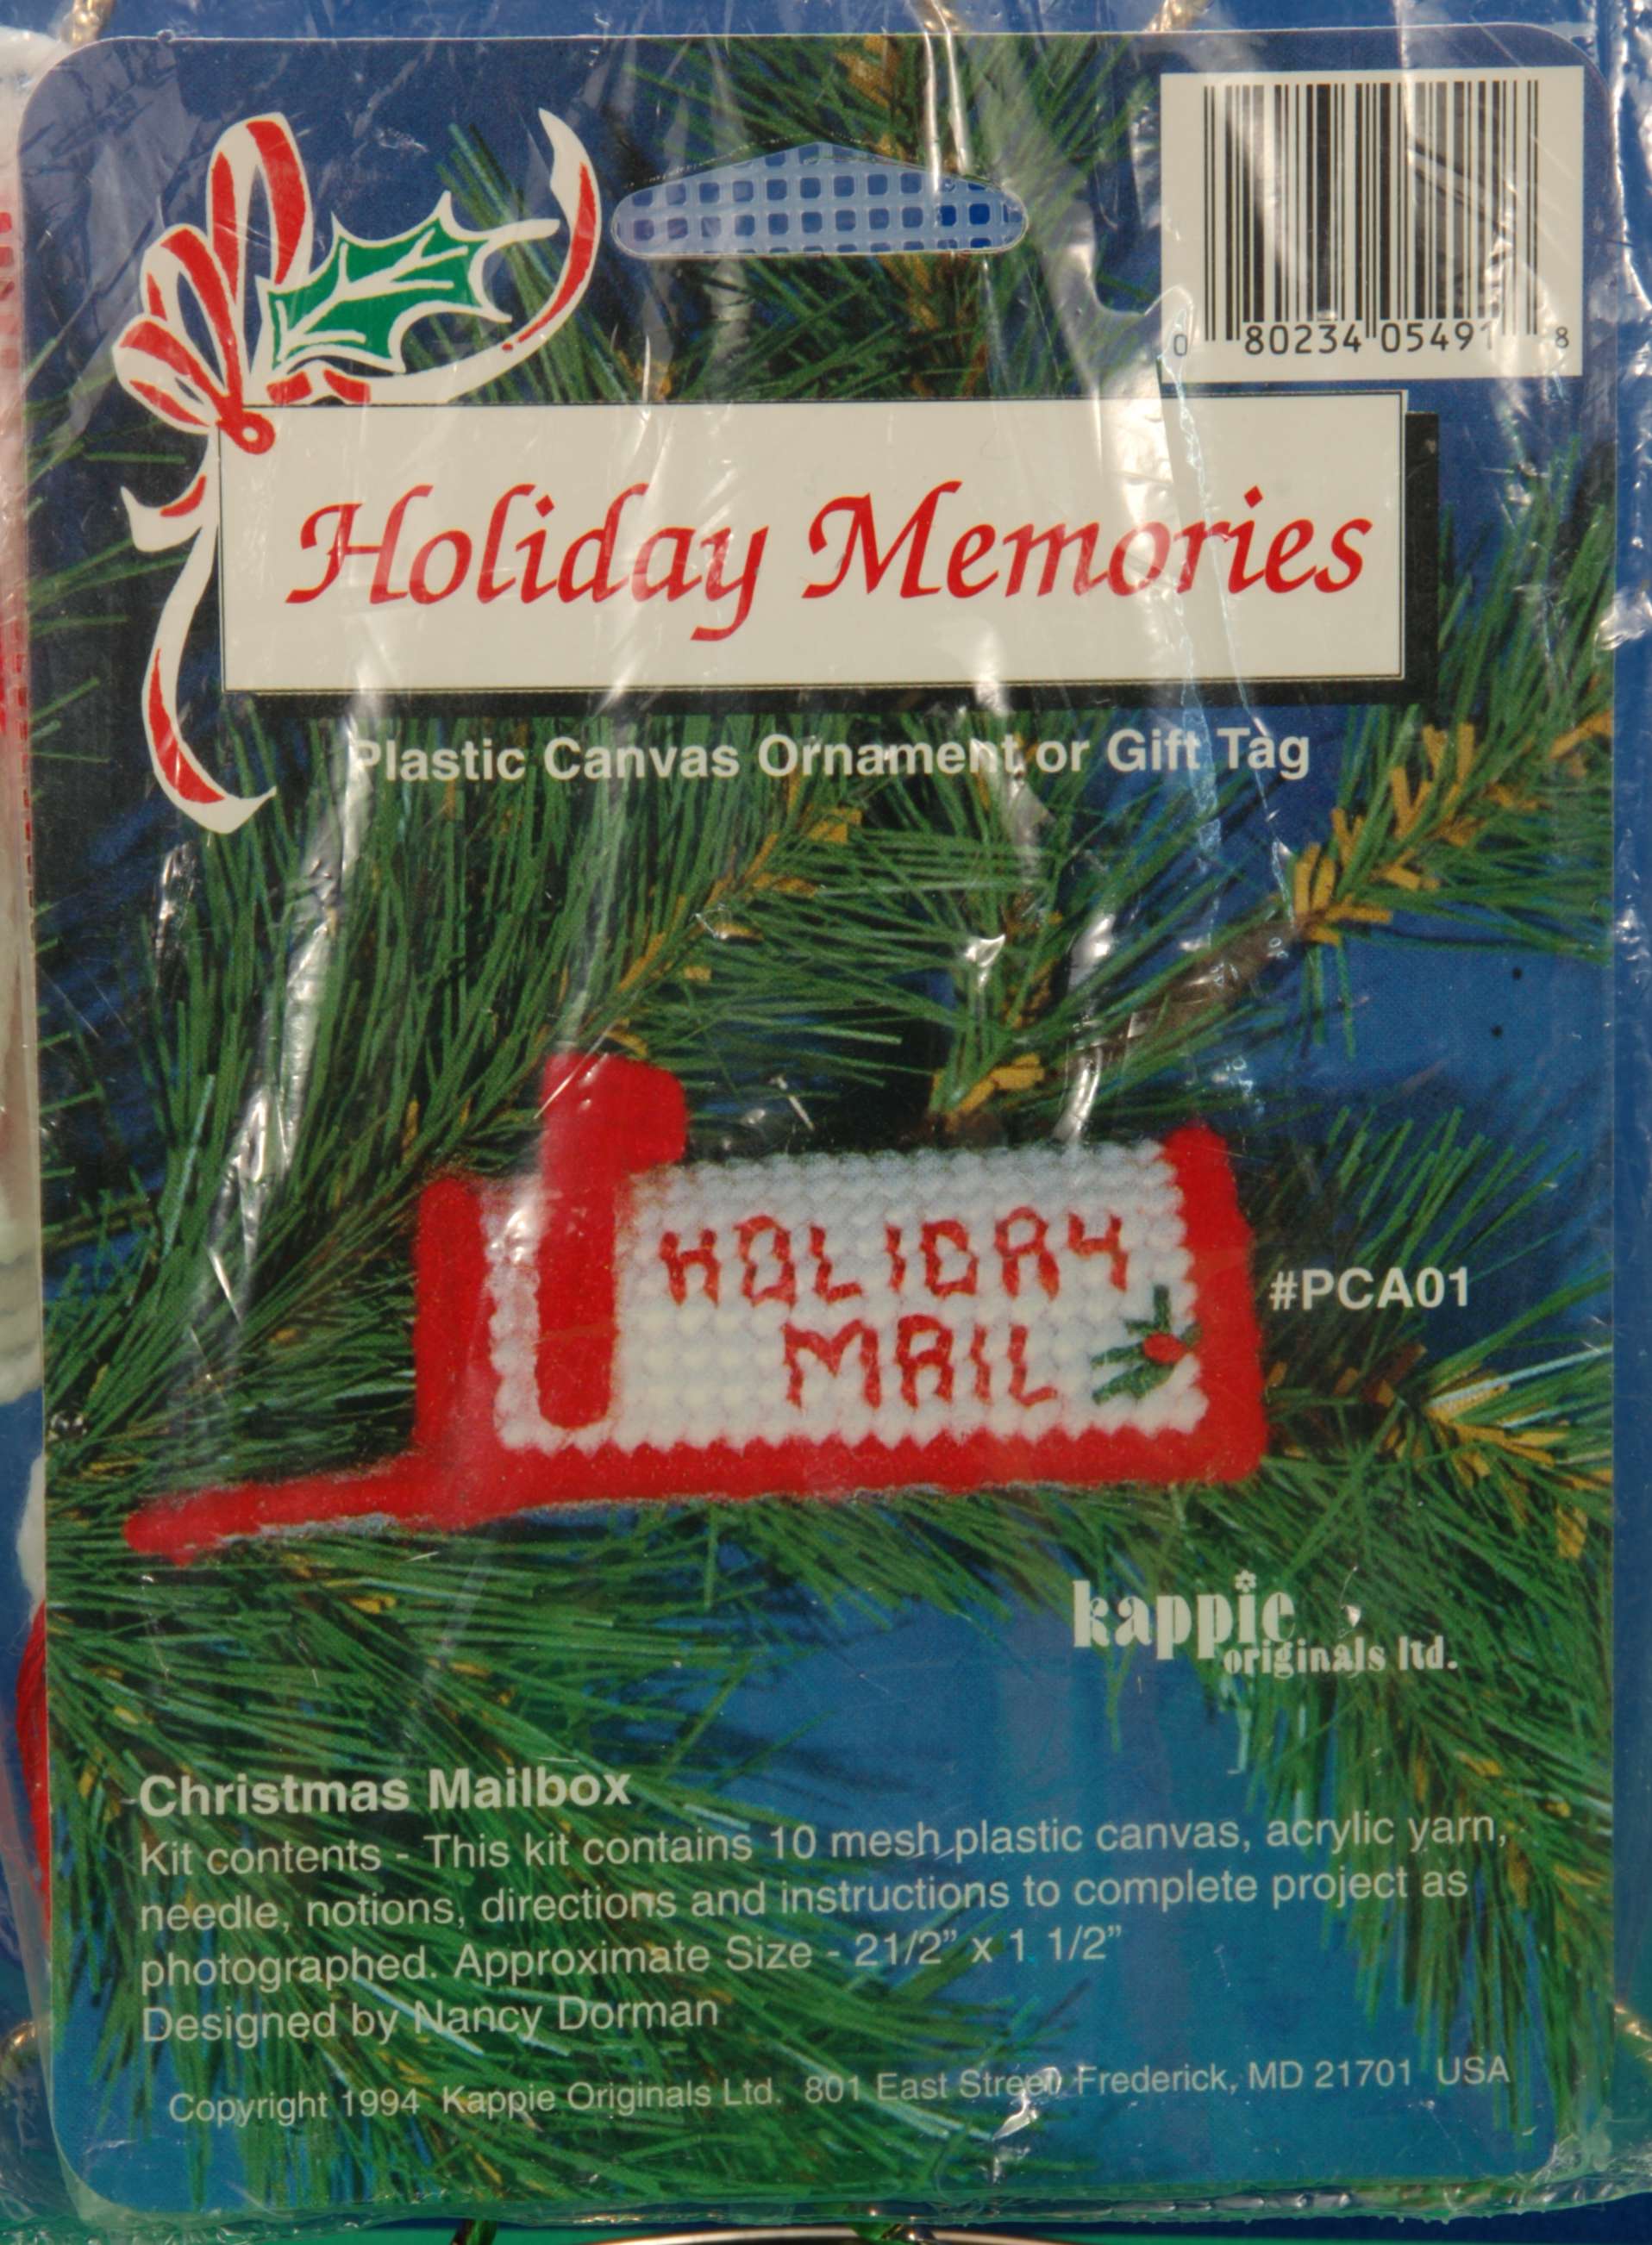 0 80234 05491 8
Holiday Memories
Plastic Canvas Ornament or Gift Tag
HOLIDAY
MAIL
#PCA01
kappie
originals ltd.
Christmas Mailbox
Kit contents - This kit contains 10 mesh plastic canvas, acrylic yarn,
needle, notions, directions and instructions to complete project as
photographed. Approximate Size - 21/2" x 1 1/2"
Designed by Nancy Dorman
Copyright 1994 Kappie Originals Ltd. 801 East Street Frederick, MD 21701 USA